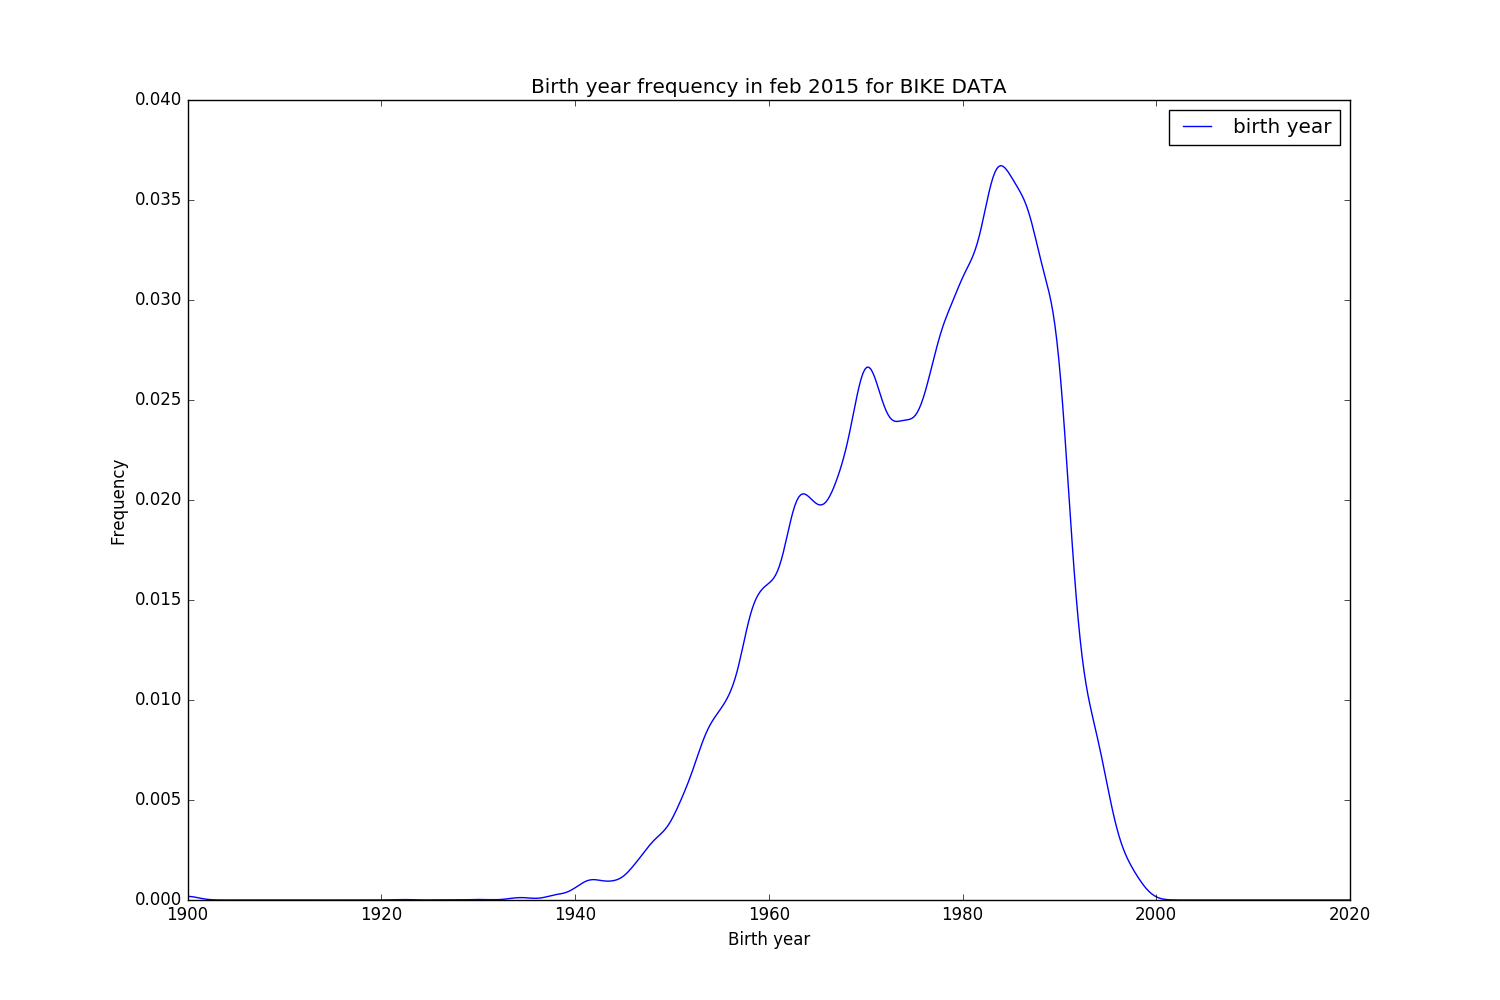 Birth year frequency in feb 2015 for BIKE DATA
birth year
0.040
0.035
0.030
0.025
0.020
0.015
0.010
0.005
0.000
Frequency
1900 1920 1940 1960 1980 2000 2020
Birth year